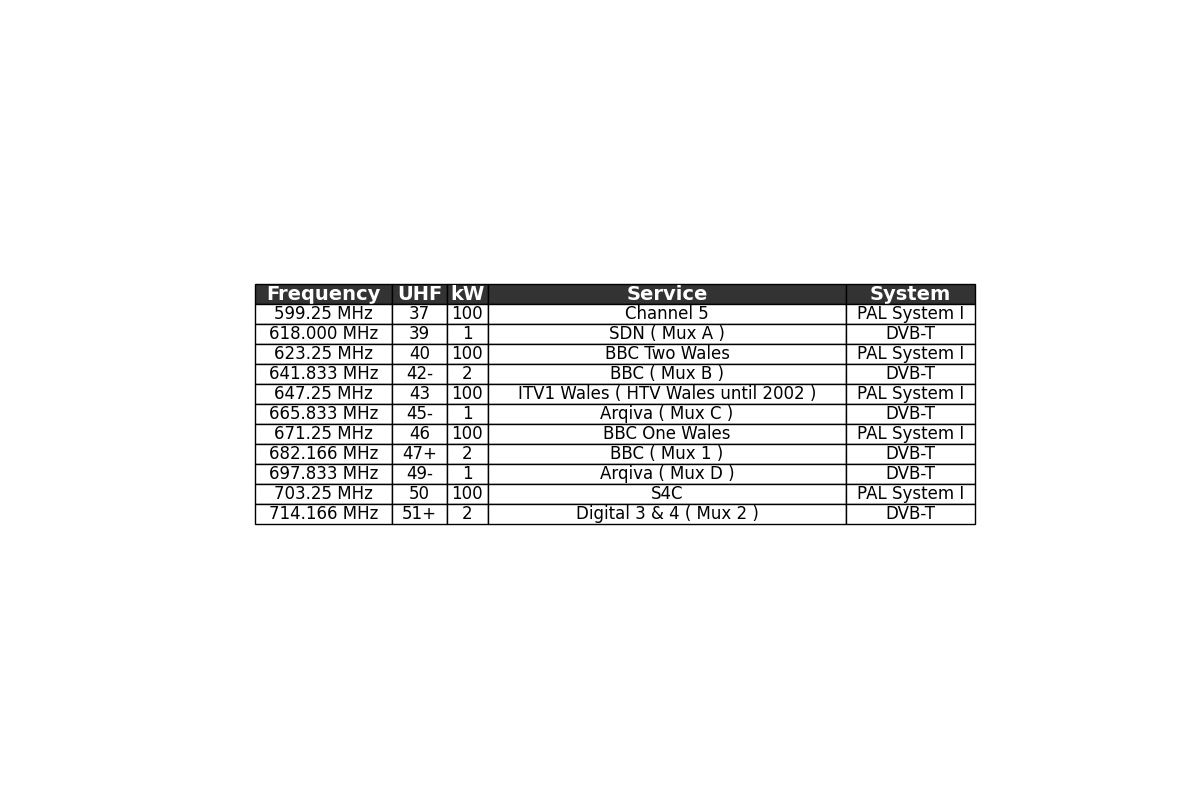 Frequency UHF kW Service System
599.25 MHz 37 100 Channel 5 PAL System I
618.000 MHz 39 1 SDN ( Mux A ) DVB-T
623.25 MHz 40 100 BBC Two Wales PAL System I
641.833 MHz 42- 2 BBC ( Mux B ) DVB-T
647.25 MHz 43 100 ITV1 Wales ( HTV Wales until 2002 ) PAL System I
665.833 MHz 45- 1 Arqiva ( Mux C ) DVB-T
671.25 MHz 46 100 BBC One Wales PAL System I
682.166 MHz 47+ 2 BBC ( Mux 1 ) DVB-T
697.833 MHz 49- 1 Arqiva ( Mux D ) DVB-T
703.25 MHz 50 100 S4C PAL System I
714.166 MHz 51+ 2 Digital 3 & 4 ( Mux 2 ) DVB-T